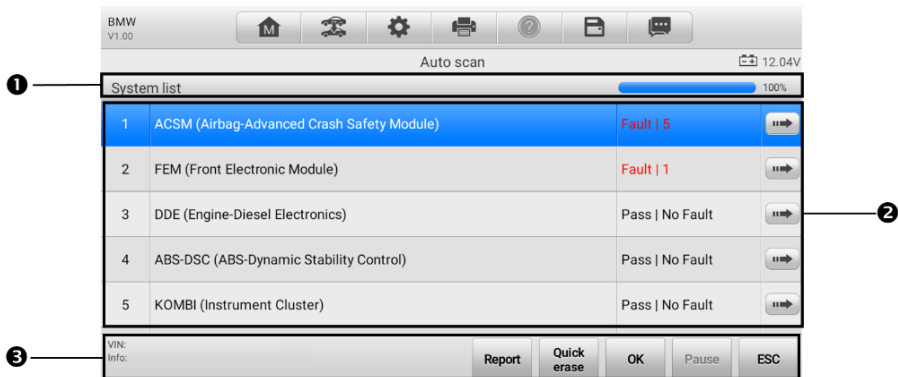 BMW
V1.00
M
?
Auto scan
12.04V
❶
System list
100%
1 ACSM (Airbag-Advanced Crash Safety Module) Fault | 5
2 FEM (Front Electronic Module) Fault | 1
3 DDE (Engine-Diesel Electronics) Pass | No Fault
❷
4 ABS-DSC (ABS-Dynamic Stability Control) Pass | No Fault
5 KOMBI (Instrument Cluster) Pass | No Fault
❸
VIN:
Info:
Report
Quick
erase
OK
Pause
ESC